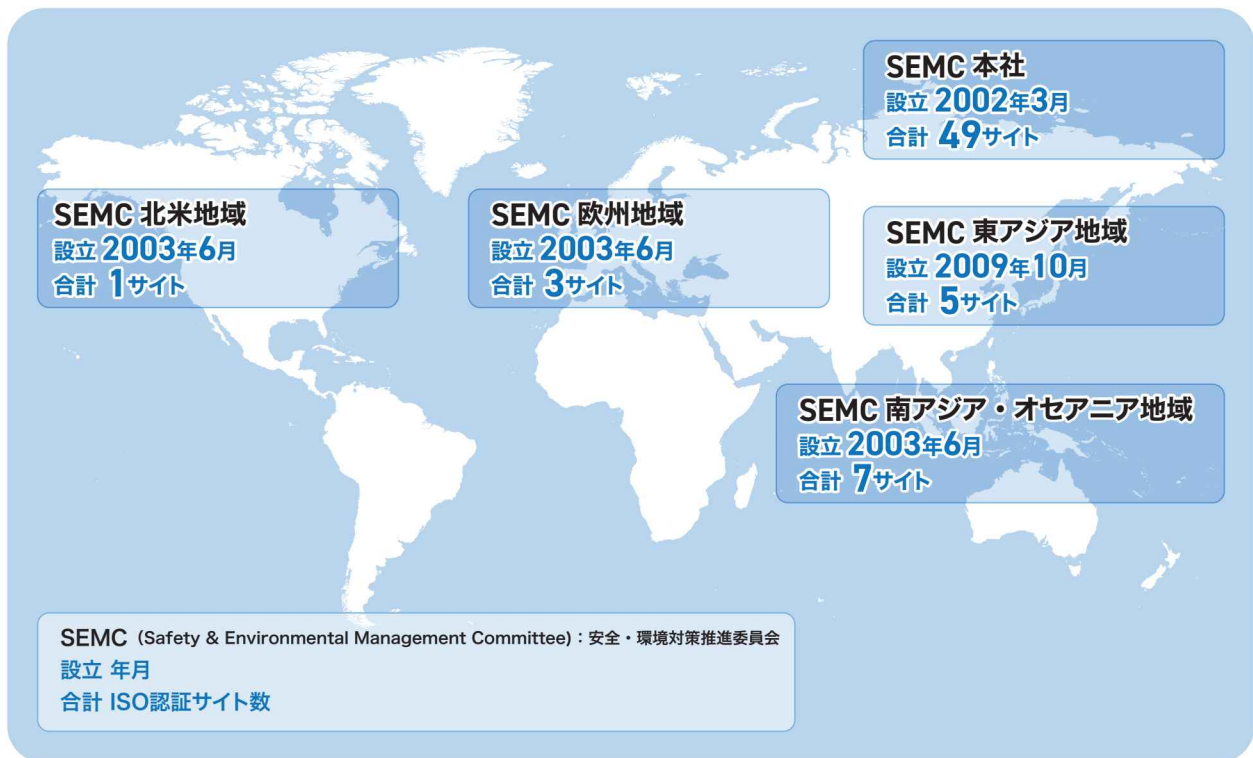 SEMC 本社
設立 2002年3月
合計 49サイト
SEMC 北米地域
設立 2003年6月
合計 1サイト
SEMC 欧州地域
設立 2003年6月
合計 3サイト
SEMC 東アジア地域
設立 2009年10月
合計 5サイト
SEMC 南アジア・オセアニア地域
設立 2003年6月
合計 7サイト
SEMC（Safety & Environmental Management Committee）：安全・環境対策推進委員会
設立 年月
合計 ISO認証サイト数